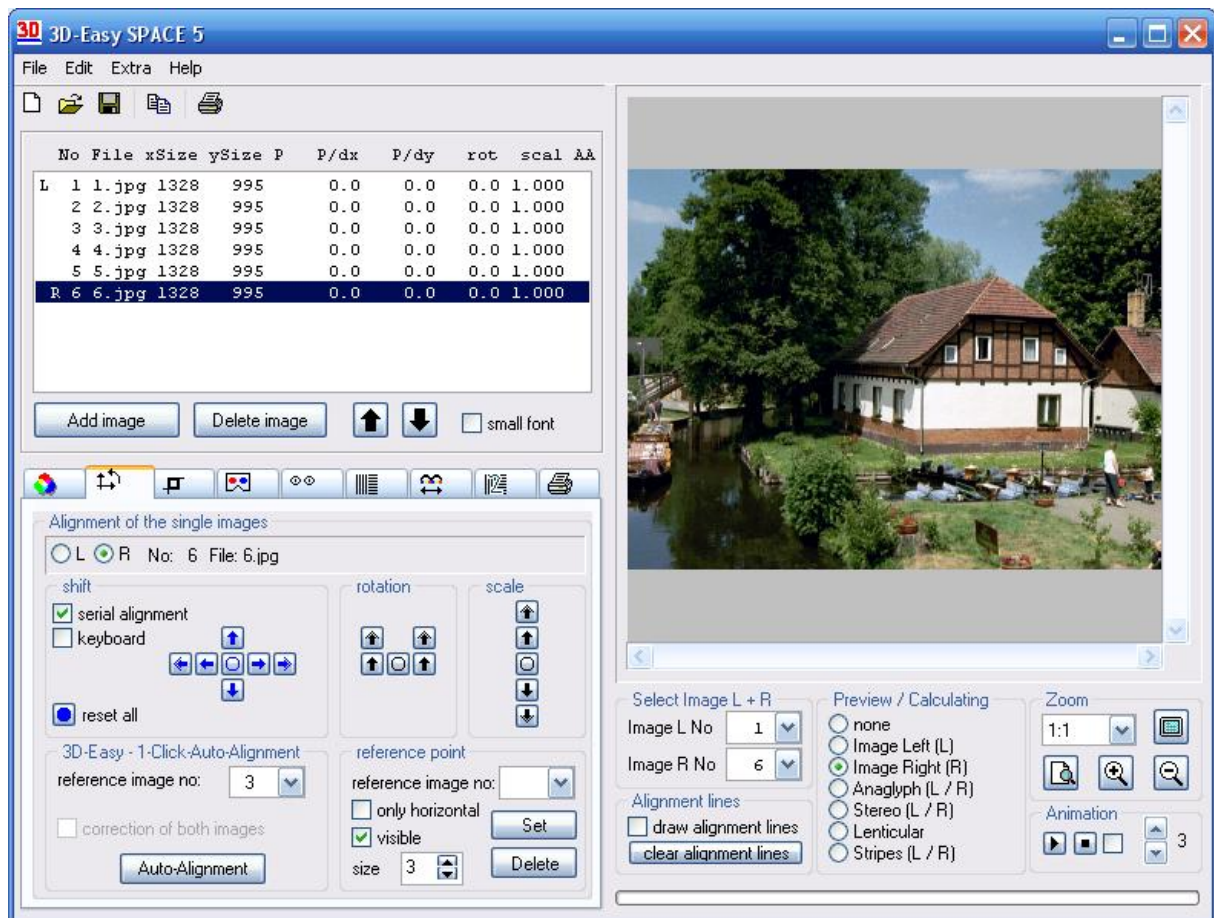 3D 3D-Easy SPACE 5
File Edit Extra Help
No File xSize ySize P P/dx P/dy rot scal AA
L 1 1.jpg 1328 995 0.0 0.0 0.0 1.000
2 2.jpg 1328 995 0.0 0.0 0.0 1.000
3 3.jpg 1328 995 0.0 0.0 0.0 1.000
4 4.jpg 1328 995 0.0 0.0 0.0 1.000
5 5.jpg 1328 995 0.0 0.0 0.0 1.000
R 6 6.jpg 1328 995 0.0 0.0 0.0 1.000
Add image Delete image small font
Alignment of the single images
L R No: 6 File: 6.jpg
shift
serial alignment
keyboard
reset all
rotation
scale
3D-Easy - 1-Click-Auto-Alignment
reference image no: 3
correction of both images
Auto-Alignment
reference point
reference image no:
only horizontal
visible
Set
size 3
Delete
Select Image L + R
Image L No 1
Image R No 6
Alignment lines
draw alignment lines
clear alignment lines
Preview / Calculating
none
Image Left (L)
Image Right (R)
Anaglyph (L / R)
Stereo (L / R)
Lenticular
Stripes (L / R)
Zoom
1:1
Animation
3